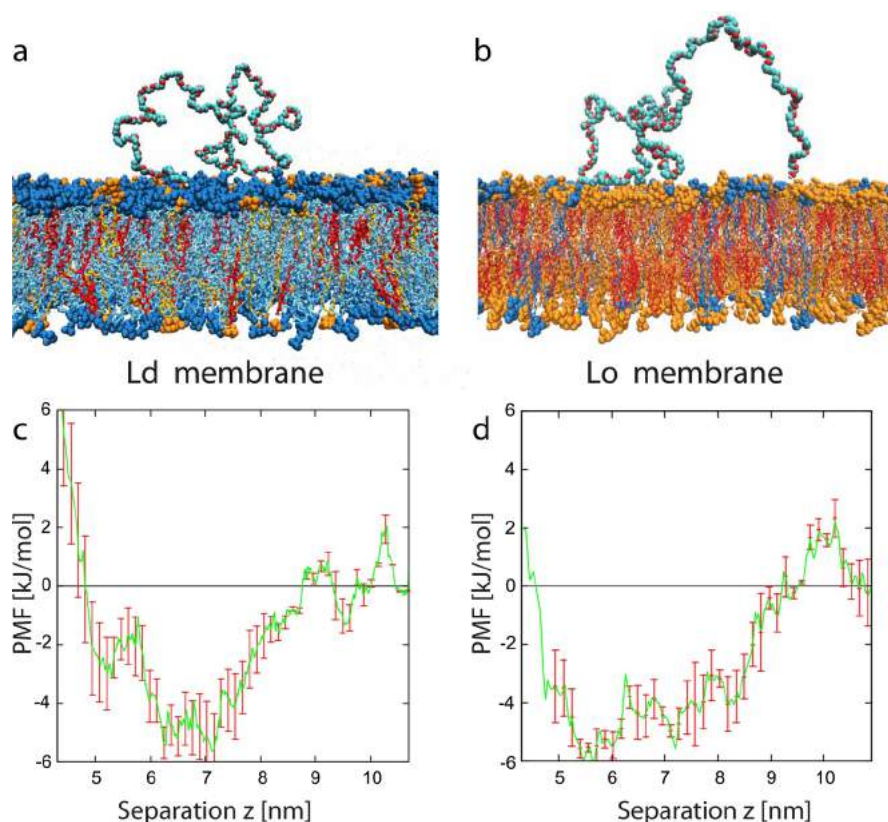 a
b
Ld membrane
Lo membrane
c
d
6
4
2
0
-2
-4
-6
PMF [kJ/mol]
5 6 7 8 9 10
Separation z [nm]
6
4
2
0
-2
-4
-6
PMF [kJ/mol]
5 6 7 8 9 10
Separation z [nm]